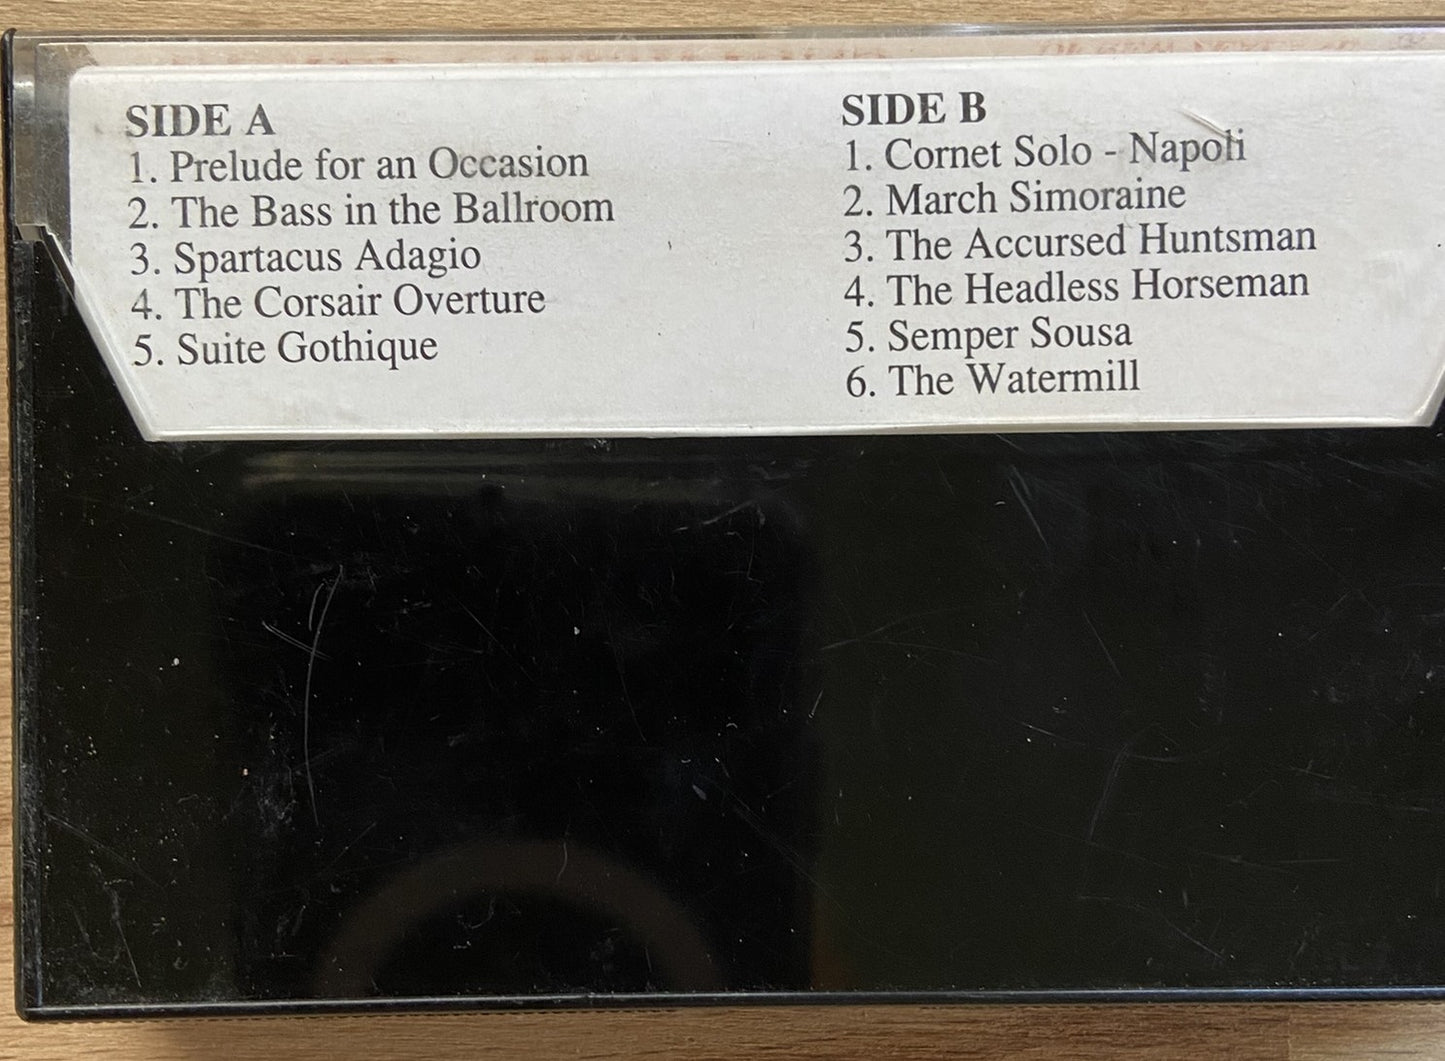 SIDE A
1. Prelude for an Occasion
2. The Bass in the Ballroom
3. Spartacus Adagio
4. The Corsair Overture
5. Suite Gothique
SIDE B
1. Cornet Solo - Napoli
2. March Simoraine
3. The Accursed Huntsman
4. The Headless Horseman
5. Semper Sousa
6. The Watermill